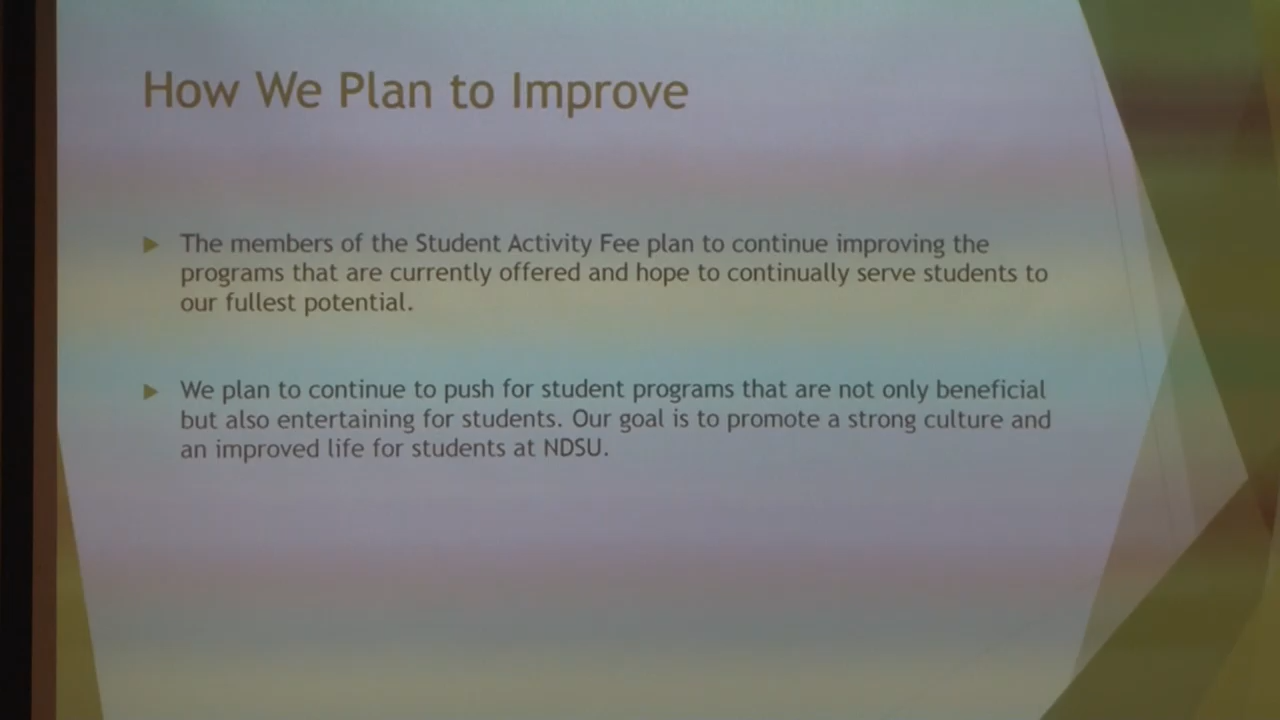 How We Plan to Improve
The members of the Student Activity Fee plan to continue improving the
programs that are currently offered and hope to continually serve students to
our fullest potential.
We plan to continue to push for student programs that are not only beneficial
but also entertaining for students. Our goal is to promote a strong culture and
an improved life for students at NDSU.